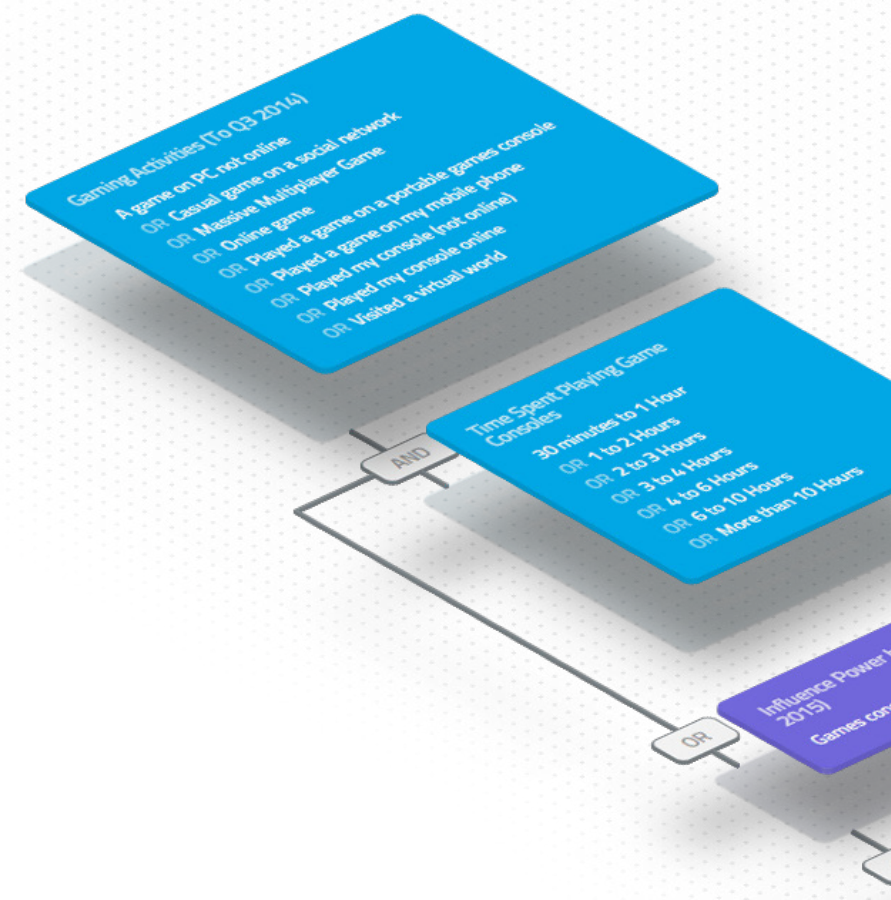 Gaming Activities (To Q3 2014)
A game on PC not online
OR Casual game on a social network
OR Massive Multiplayer Game
OR Online game
OR Played a game on a portable games console
OR Played a game on my mobile phone
OR Played my console (not online)
OR Played my console online
OR Visited a virtual world
AND
Time Spent Playing Game
Consoles
30 minutes to 1 Hour
OR 1 to 2 Hours
OR 2 to 3 Hours
OR 3 to 4 Hours
OR 4 to 6 Hours
OR 6 to 10 Hours
OR More than 10 Hours
OR
Influence Power
2015)
Games